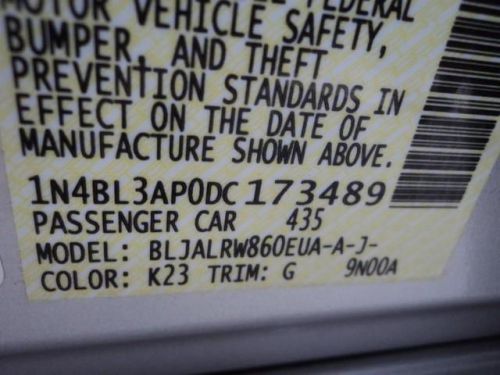 MOTOR VEHICLE SAFETY,
BUMPER, AND THEFT
PREVENTION STANDARDS IN
EFFECT ON THE DATE OF
MANUFACTURE SHOWN ABOVE.
1N4BL3AP0DC173489
PASSENGER CAR 435
MODEL: BLJALRW860EUA-A-J-
COLOR: K23 TRIM: G 9N00A